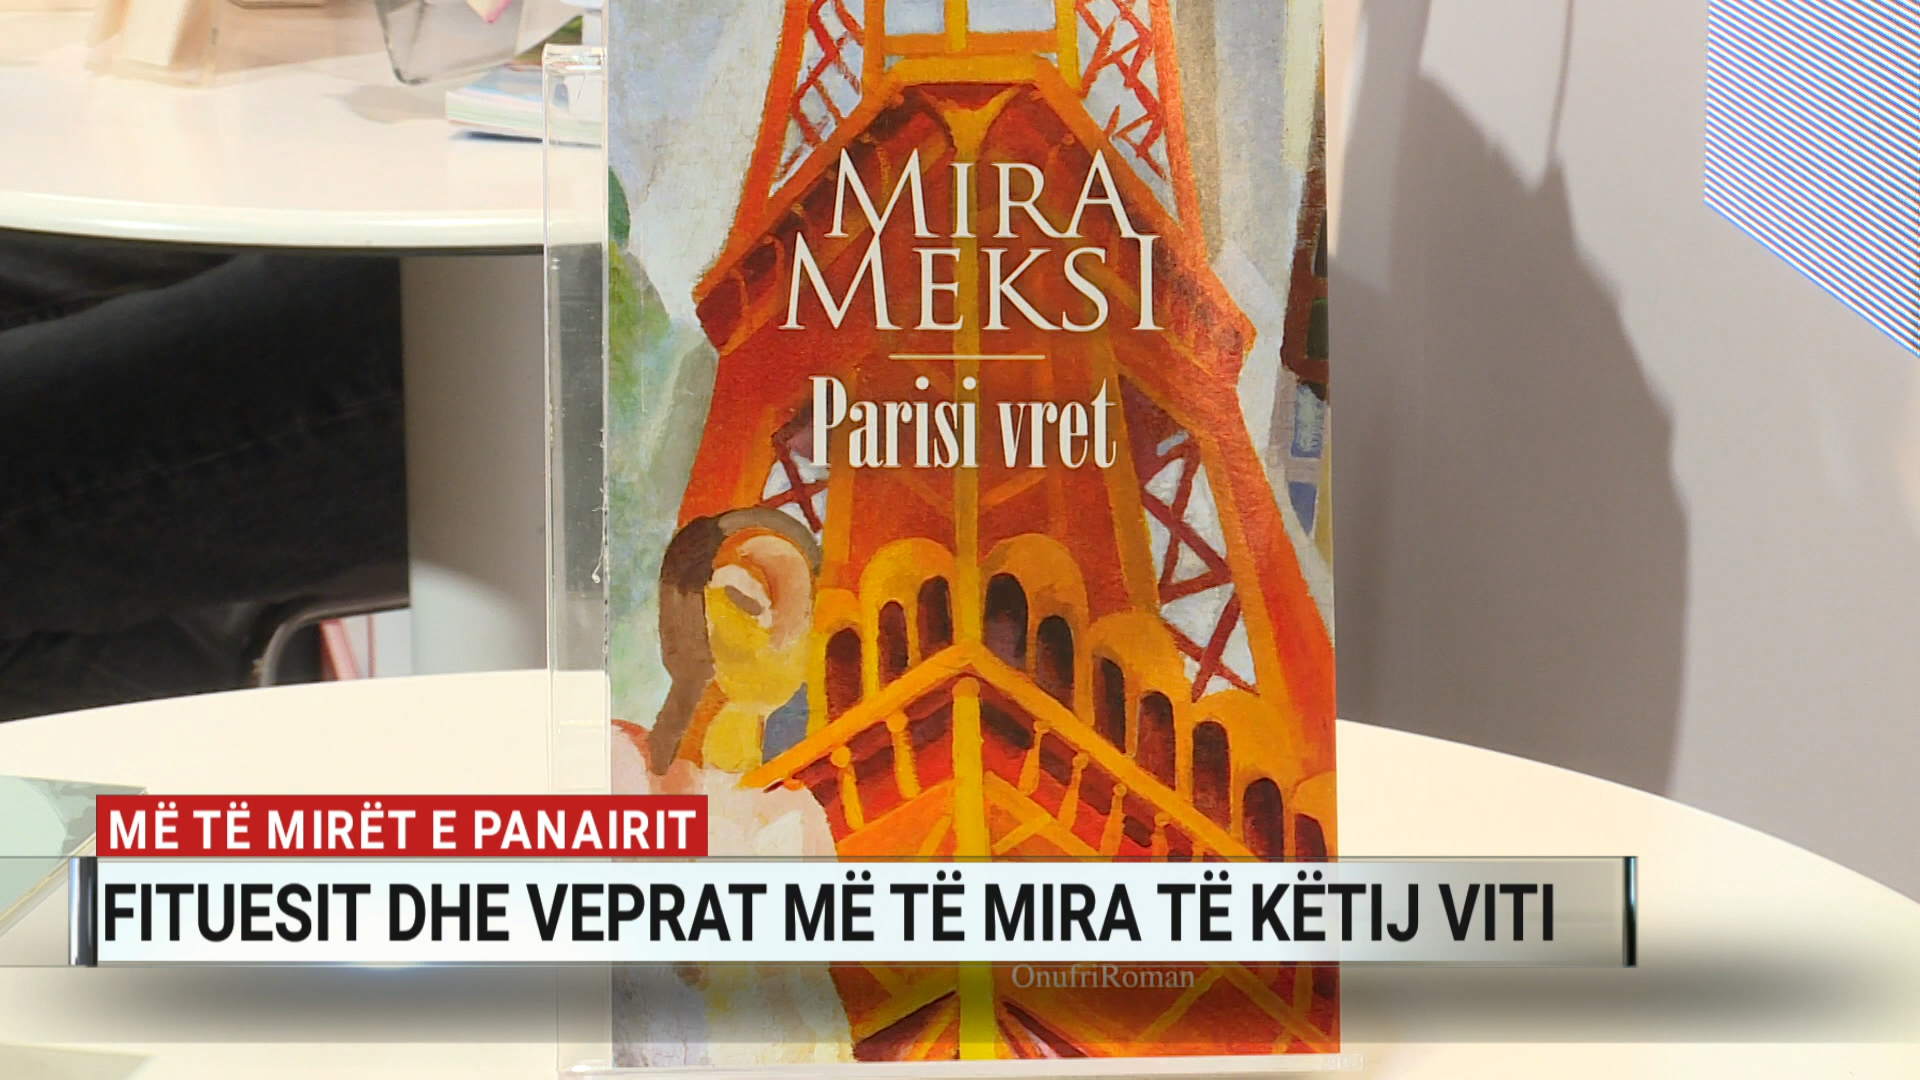 MIRA
MEKSI
Parisi vret
MË TË MIRËT E PANAIRIT
FITUESIT DHE VEPRAT MË TË MIRA TË KËTIJ VITI
OnufriRoman